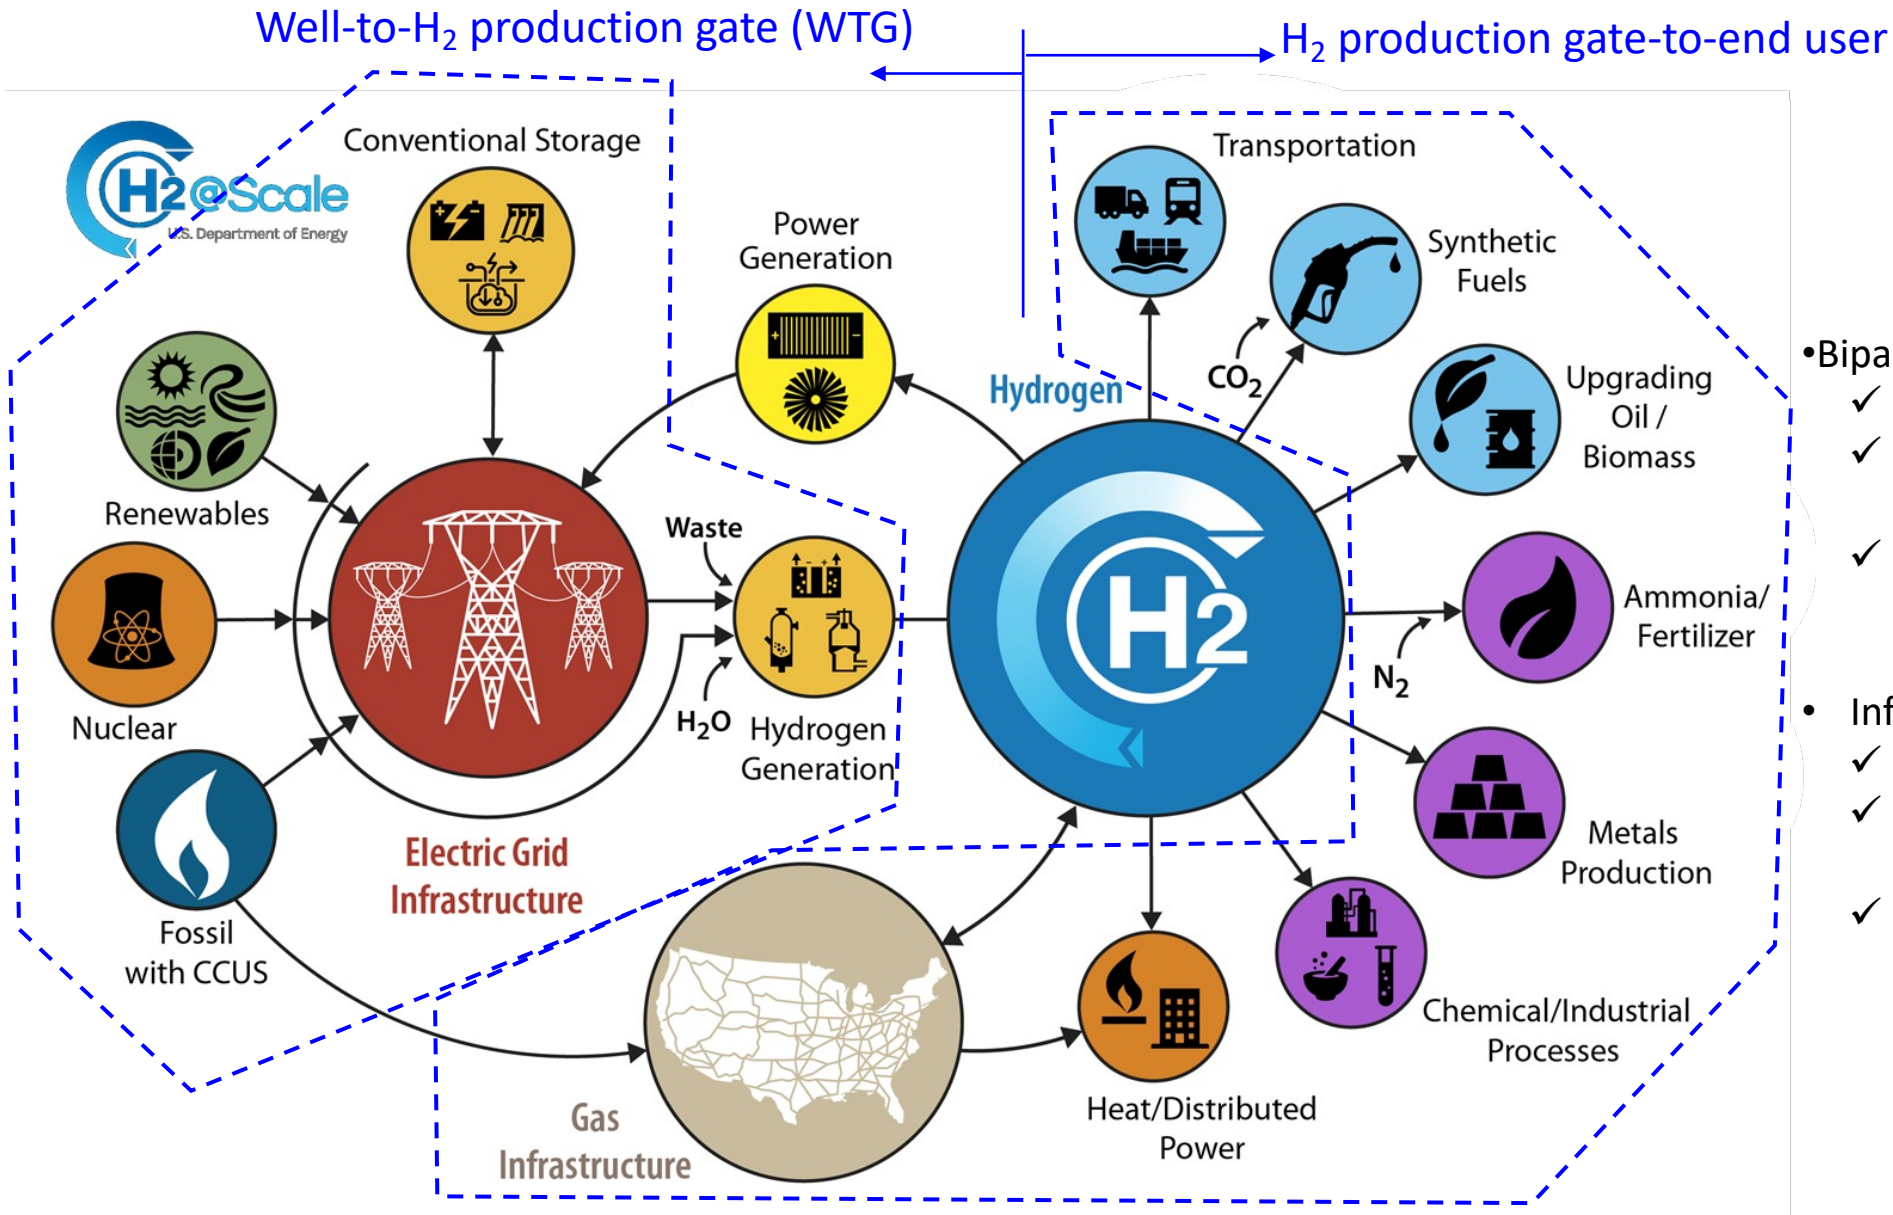 Well-to-H₂ production gate (WTG)
H₂ production gate-to-end user
H2@Scale
U.S. Department of Energy
Conventional Storage
Power
Generation
Transportation
Synthetic
Fuels
CO₂
Hydrogen
Upgrading
Oil /
Biomass
Renewables
Waste
H2
Ammonia/
Fertilizer
N₂
Nuclear
H₂O
Hydrogen
Generation
Electric Grid
Infrastructure
Metals
Production
Fossil
with CCUS
Chemical/Industrial
Processes
Gas
Infrastructure
Heat/Distributed
Power
•Bipa
✓
✓
✓
• Inf
✓
✓
✓